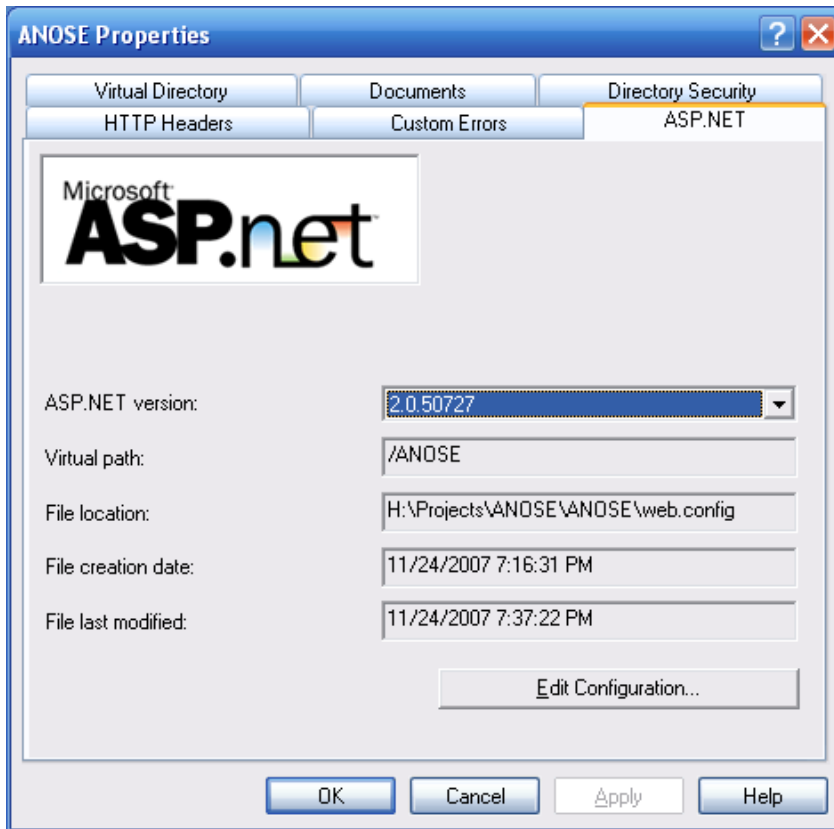 ANOSE Properties
Virtual Directory
Documents
Directory Security
HTTP Headers
Custom Errors
ASP.NET
Microsoft
ASP.net
ASP.NET version:
2.0.50727
Virtual path:
/ANOSE
File location:
H:\Projects\ANOSE\ANOSE\web.config
File creation date:
11/24/2007 7:16:31 PM
File last modified:
11/24/2007 7:37:22 PM
Edit Configuration...
OK
Cancel
Apply
Help